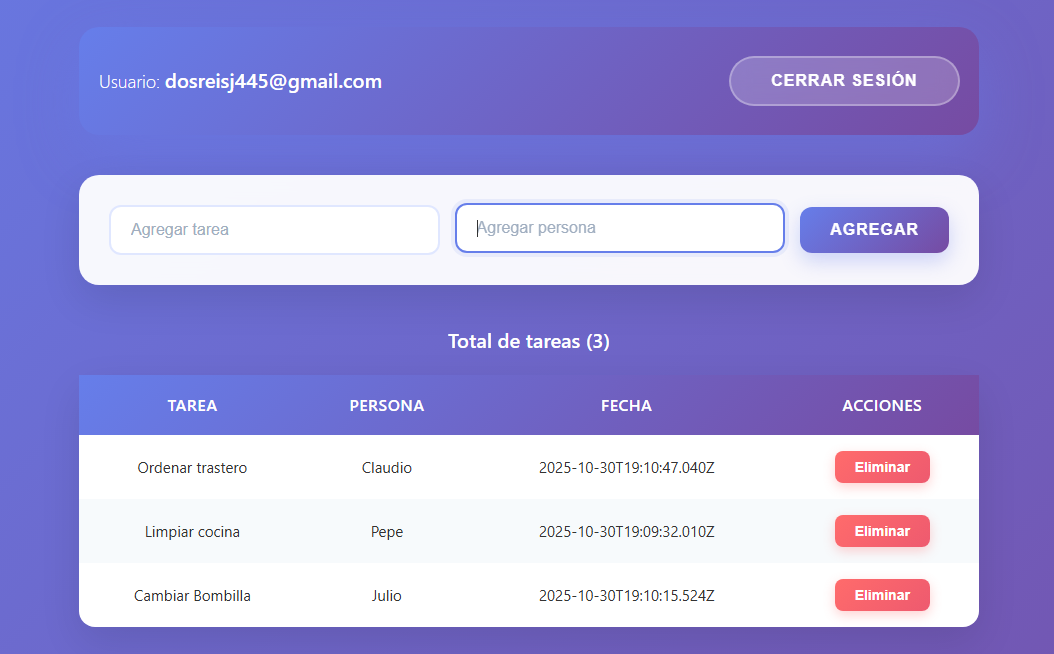 Usuario: dosreisj445@gmail.com
CERRAR SESIÓN
Agregar tarea
Agregar persona
AGREGAR
Total de tareas (3)
TAREA PERSONA FECHA ACCIONES
Ordenar trastero Claudio 2025-10-30T19:10:47.040Z Eliminar
Limpiar cocina Pepe 2025-10-30T19:09:32.010Z Eliminar
Cambiar Bombilla Julio 2025-10-30T19:10:15.524Z Eliminar